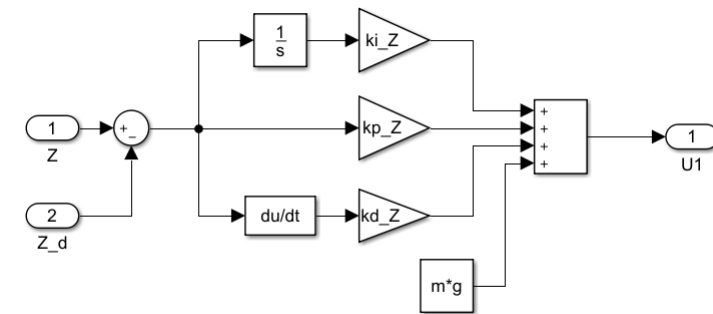 1
s
ki_Z
1
Z
+
_
kp_Z
+
+
+
+
1
U1
2
Z_d
du/dt
kd_Z
m*g